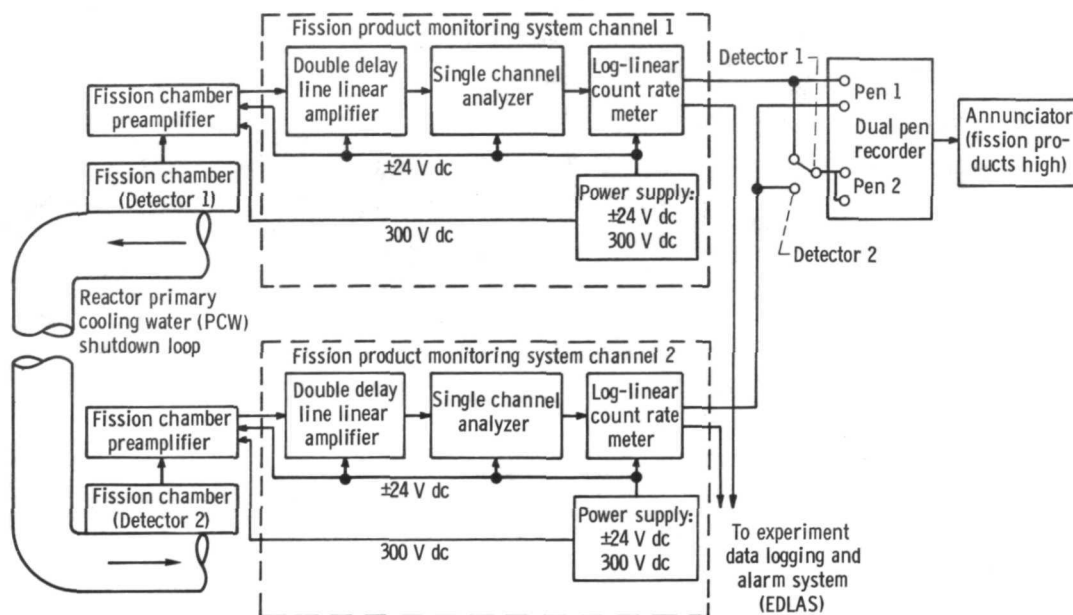 Fission product monitoring system channel 1
Double delay
line linear
amplifier
Single channel
analyzer
Log-linear
count rate
meter
Fission chamber
preamplifier
±24 V dc
Fission chamber
(Detector 1)
300 V dc
Power supply:
±24 V dc
300 V dc
Detector 1
Pen 1
Dual pen
recorder
Pen 2
Annunciator
(fission pro-
ducts high)
Detector 2
Reactor primary
cooling water (PCW)
shutdown loop
Fission product monitoring system channel 2
Double delay
line linear
amplifier
Single channel
analyzer
Log-linear
count rate
meter
Fission chamber
preamplifier
±24 V dc
Fission chamber
(Detector 2)
300 V dc
Power supply:
±24 V dc
300 V dc
To experiment
data logging and
alarm system
(EDLAS)